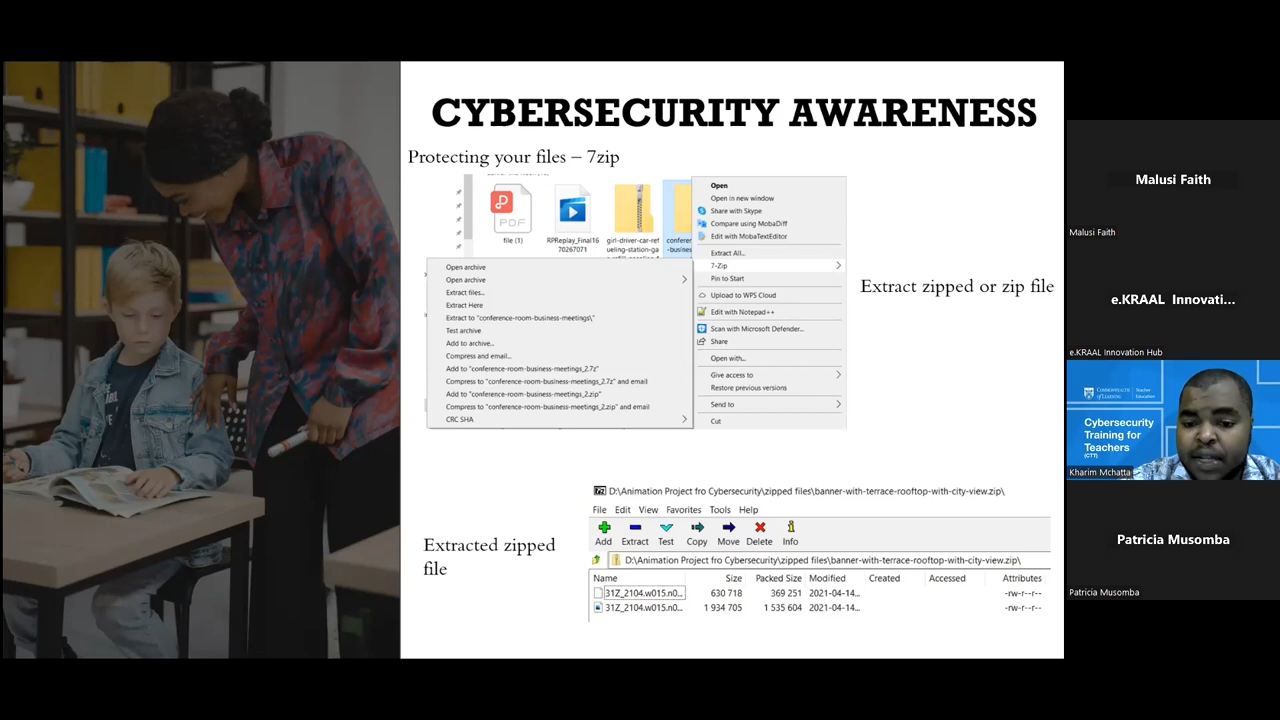 CYBERSECURITY AWARENESS
Protecting your files – 7zip
PDF
file (1)
RPReplay_Final16
70267071
girl-driver-car-ref
ueling-station-ga
conferen
-busines
Open
Open in new window
Share with Skype
Compare using MobaDiff
Edit with MobaTextEditor
Extract All...
7-Zip
Pin to Start
Upload to WPS Cloud
Edit with Notepad++
Scan with Microsoft Defender...
Share
Open with...
Give access to
Restore previous versions
Send to
Cut
Open archive
Open archive
Extract files...
Extract Here
Extract to "conference-room-business-meetings\"
Test archive
Add to archive...
Compress and email...
Add to "conference-room-business-meetings_2.7z"
Compress to "conference-room-business-meetings_2.7z" and email
Add to "conference-room-business-meetings_2.zip"
Compress to "conference-room-business-meetings_2.zip" and email
CRC SHA
Extract zipped or zip file
Extracted zipped
file
D:\Animation Project fro Cybersecurity\zipped files\banner-with-terrace-rooftop-with-city-view.zip\
File Edit View Favorites Tools Help
Add Extract Test Copy Move Delete Info
D:\Animation Project fro Cybersecurity\zipped files\banner-with-terrace-rooftop-with-city-view.zip\
Name Size Packed Size Modified Created Accessed Attributes
31Z_2104.w015.n0... 630 718 369 251 2021-04-14... -rw-r--r--
31Z_2104.w015.n0... 1 934 705 1 535 604 2021-04-14... -rw-r--r--
Malusi Faith
Malusi Faith
e.KRAAL Innovati...
e.KRAAL Innovation Hub
COMMONWEALTH
of LEARNING
Teacher
Education
Cybersecurity
Training for
Teachers
(CTT)
Kharim Mchatta
Patricia Musomba
Patricia Musomba